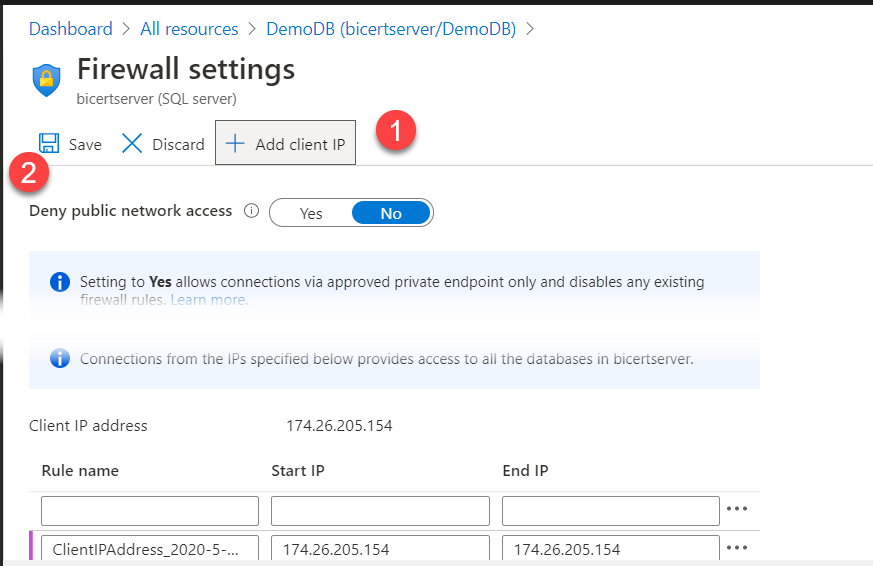 Dashboard > All resources > DemoDB (bicertserver/DemoDB) >
Firewall settings
bicertserver (SQL server)
Save Discard Add client IP 1
2
Deny public network access Yes No
Setting to Yes allows connections via approved private endpoint only and disables any existing
firewall rules. Learn more.
Connections from the IPs specified below provides access to all the databases in bicertserver.
Client IP address 174.26.205.154
Rule name Start IP End IP
ClientIPAddress_2020-5-... 174.26.205.154 174.26.205.154